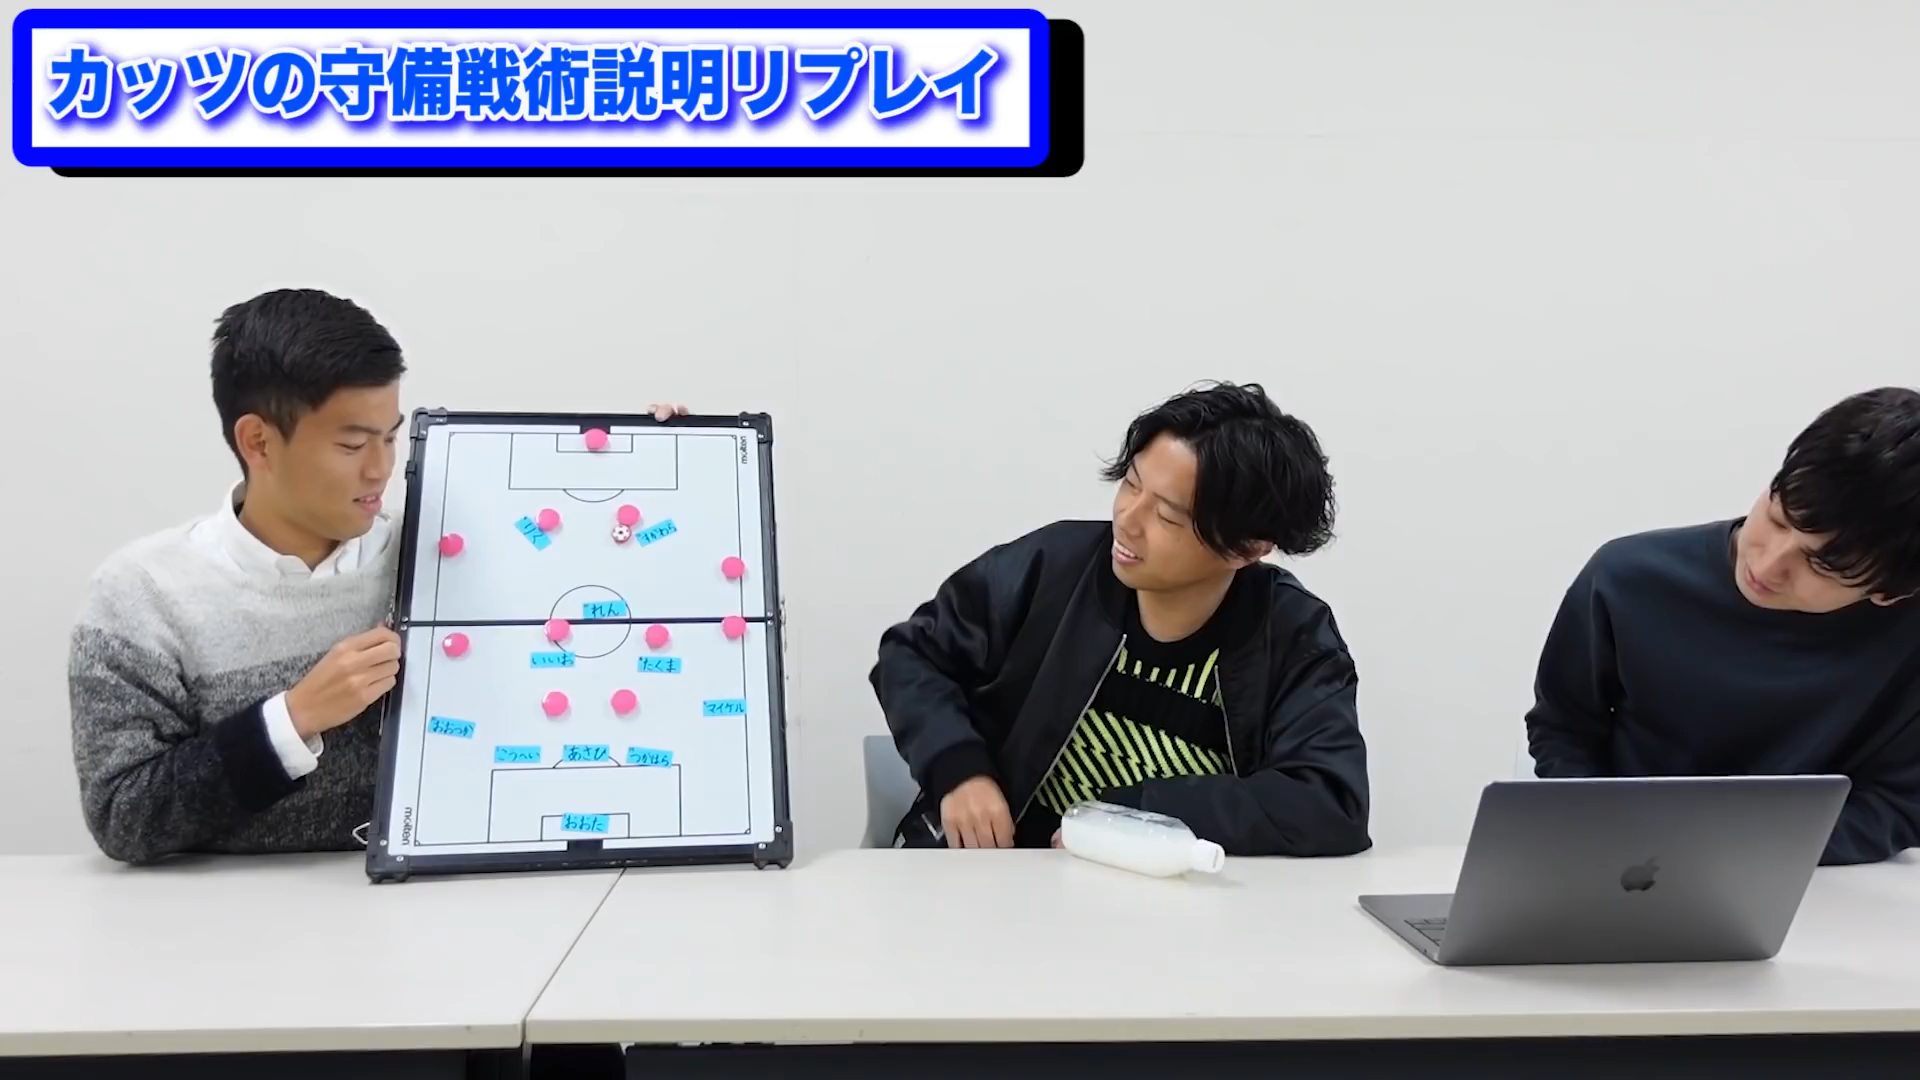 カッツの守備戦術説明リプレイ
molten
リズ
すがわら
れん
いいお
たくま
マイケル
おおつか
こうへい
あさひ
つかはら
おおた
molten